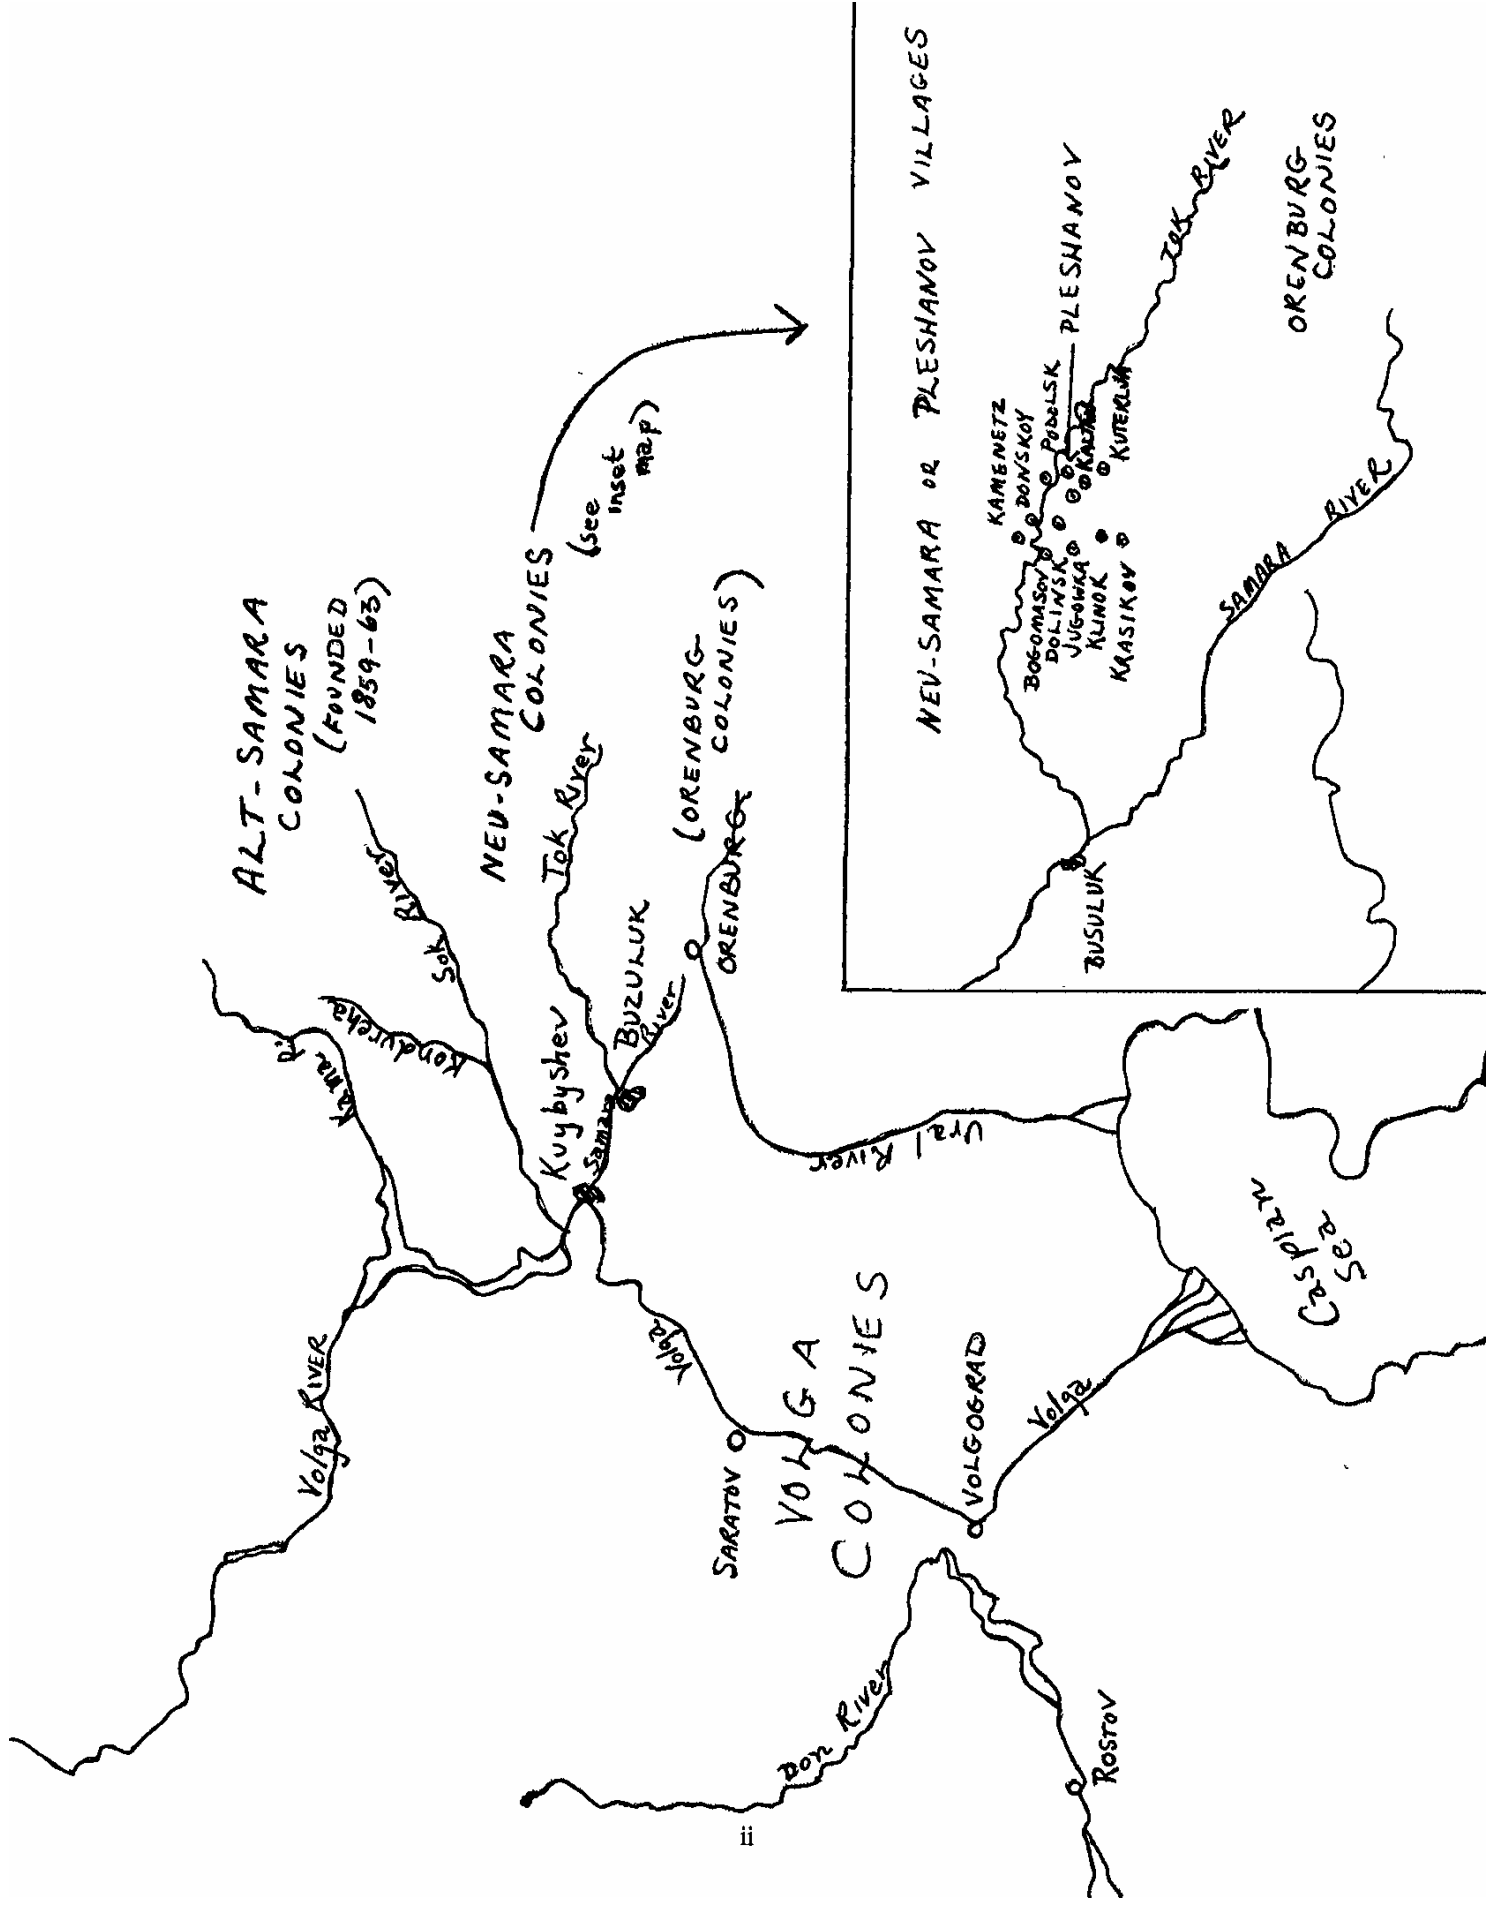 ALT-SAMARA
COLONIES
(FOUNDED
1859-63)
Kama
R.
Kondurcha
Sok River
NEU-SAMARA
COLONIES
(see
inset
map)
Tok River
Kuybyshev
Samara
BUZULUK
River
(ORENBURG
COLONIES)
ORENBURG
Volga RIVER
Volga
Ural
River
SARATOV
VOLGA
COLONIES
VOLGOGRAD
Volga
Caspian
Sea
Don River
ROSTOV
NEU-SAMARA OR PLESHANOV VILLAGES
KAMENETZ
DONSKOY
PODOLSK
PLESHANOV
KUTERLJA
BOGOMASOV
DOLINSK
JUGOWKA
KLINOK
KRASIKOV
TOK RIVER
ORENBURG
COLONIES
SAMARA RIVER
BUSULUK
ii